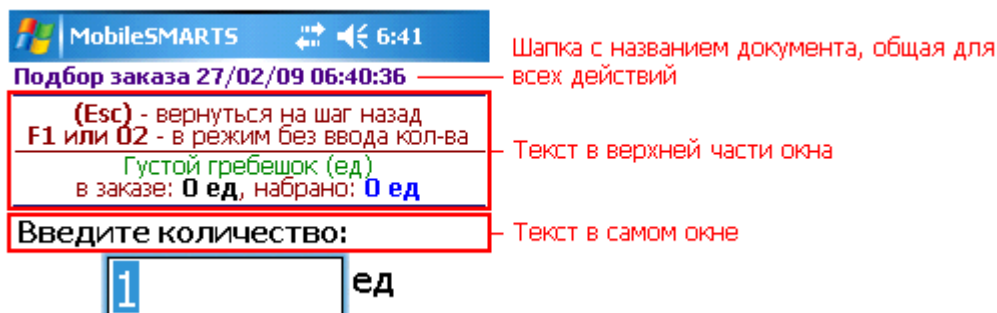 MobileSMARTS 6:41
Подбор заказа 27/02/09 06:40:36
Шапка с названием документа, общая для
всех действий
(Esc) - вернуться на шаг назад
F1 или 02 - в режим без ввода кол-ва
Густой гребешок (ед)
в заказе: 0 ед, набрано: 0 ед
Текст в верхней части окна
Введите количество:
Текст в самом окне
1 ед